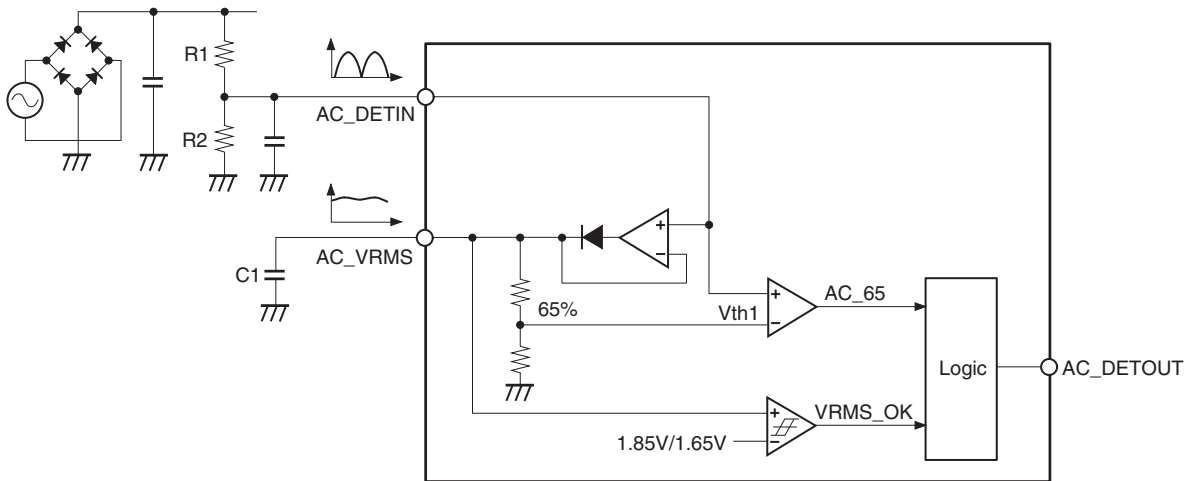 R1
AC_DETIN
R2
AC_VRMS
C1
+
−
65%
Vth1
+
−
AC_65
Logic
AC_DETOUT
+
−
VRMS_OK
1.85V/1.65V